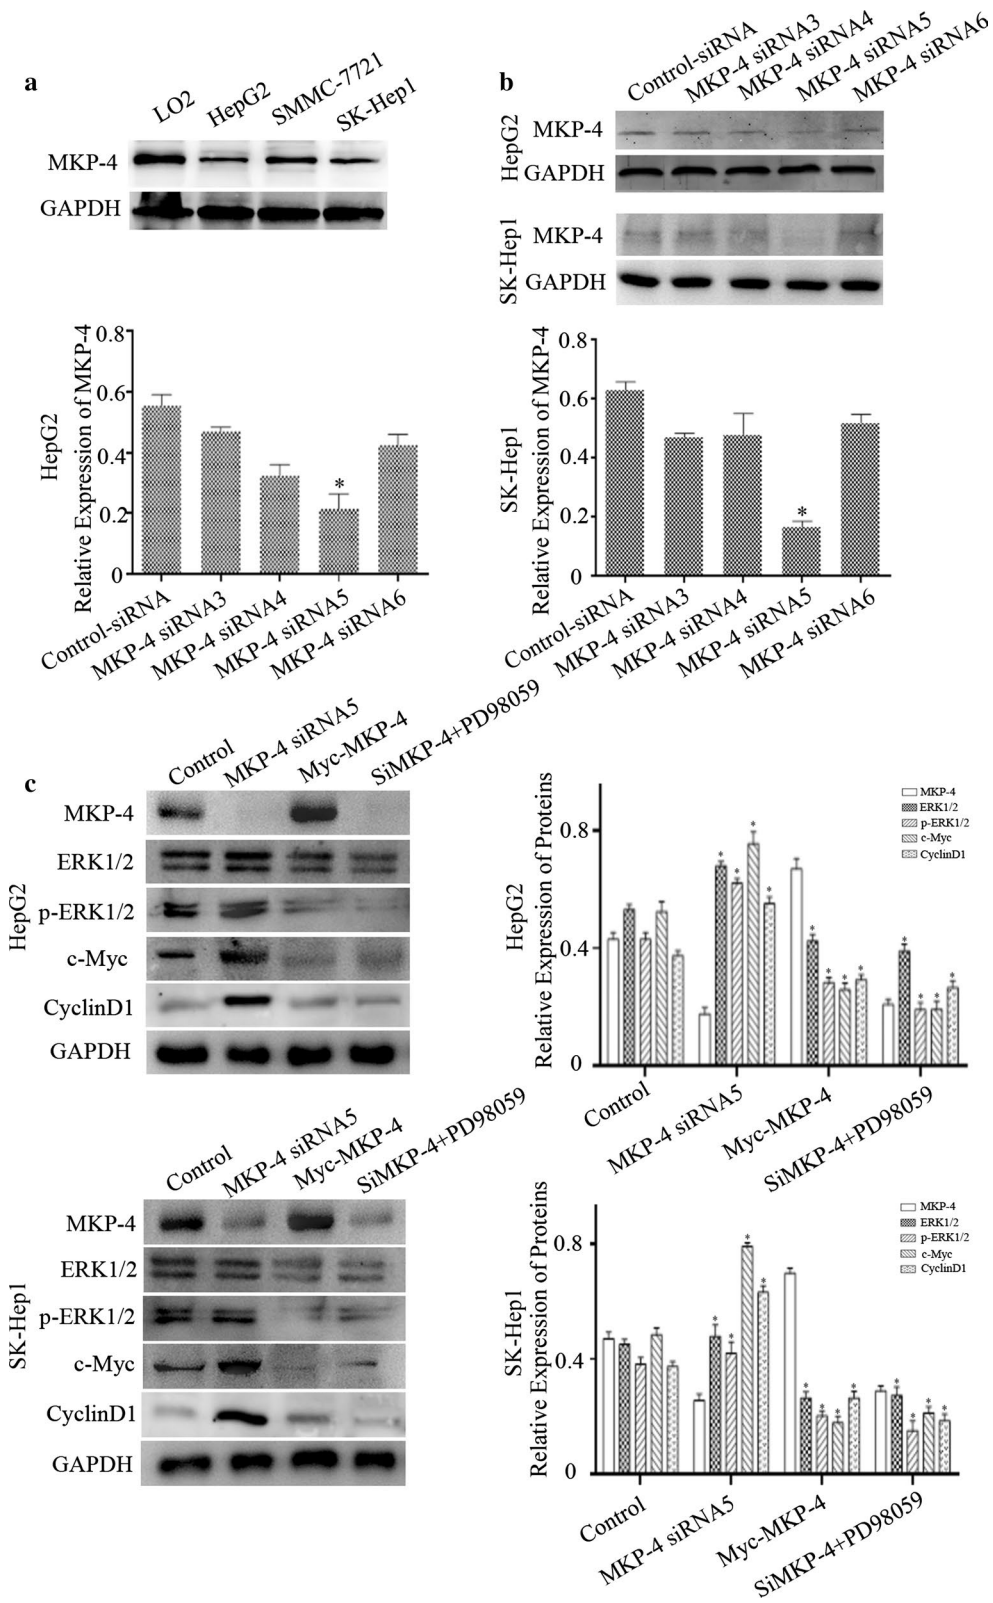 a
LO2
HepG2
SMMC-7721
SK-Hep1
MKP-4
GAPDH
b
Control-siRNA
MKP-4 siRNA3
MKP-4 siRNA4
MKP-4 siRNA5
MKP-4 siRNA6
HepG2
MKP-4
GAPDH
SK-Hep1
MKP-4
GAPDH
HepG2
Relative Expression of MKP-4
0.8
0.6
0.4
0.2
0
*
Control-siRNA
MKP-4 siRNA3
MKP-4 siRNA4
MKP-4 siRNA5
MKP-4 siRNA6
SK-Hep1
Relative Expression of MKP-4
0.8
0.6
0.4
0.2
0
*
Control-siRNA
MKP-4 siRNA3
MKP-4 siRNA4
MKP-4 siRNA5
MKP-4 siRNA6
c
Control
MKP-4 siRNA5
Myc-MKP-4
SiMKP-4+PD98059
HepG2
MKP-4
ERK1/2
p-ERK1/2
c-Myc
CyclinD1
GAPDH
HepG2
Relative Expression of Proteins
0.8
0.4
0
MKP-4
ERK1/2
p-ERK1/2
c-Myc
CyclinD1
* * * *
* * * *
* * * *
Control
MKP-4 siRNA5
Myc-MKP-4
SiMKP-4+PD98059
Control
MKP-4 siRNA5
Myc-MKP-4
SiMKP-4+PD98059
SK-Hep1
MKP-4
ERK1/2
p-ERK1/2
c-Myc
CyclinD1
GAPDH
SK-Hep1
Relative Expression of Proteins
0.8
0.4
0
MKP-4
ERK1/2
p-ERK1/2
c-Myc
CyclinD1
* * * *
* * * *
* * * *
Control
MKP-4 siRNA5
Myc-MKP-4
SiMKP-4+PD98059